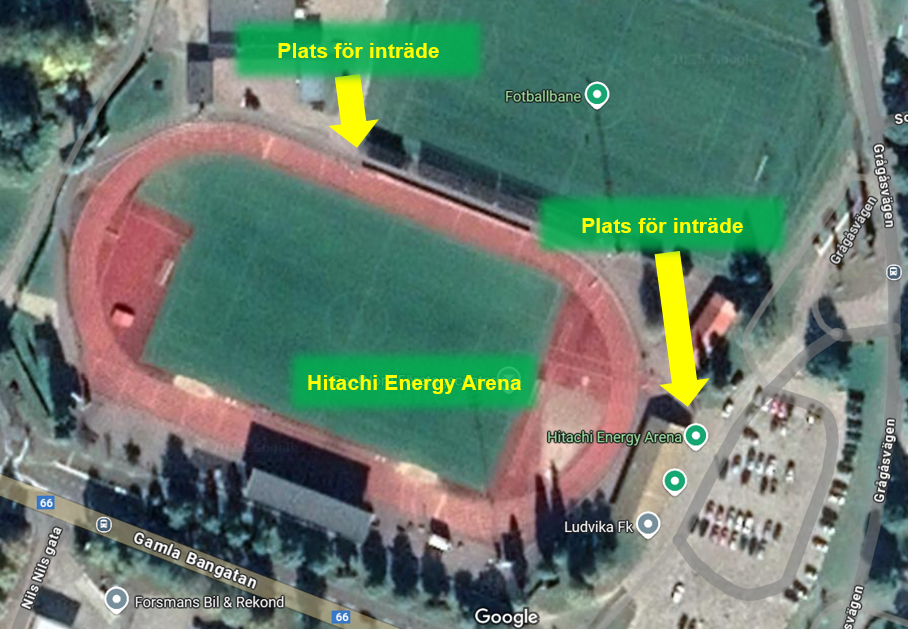 Plats för inträde
Fotballbane
Grågåsvägen
Plats för inträde
Grågåsvägen
Hitachi Energy Arena
Hitachi Energy Arena
Grågåsvägen
66
Ludvika Fk
Gamla Bangatan
Nils Nils gata
Forsmans Bil & Rekond
66
Google